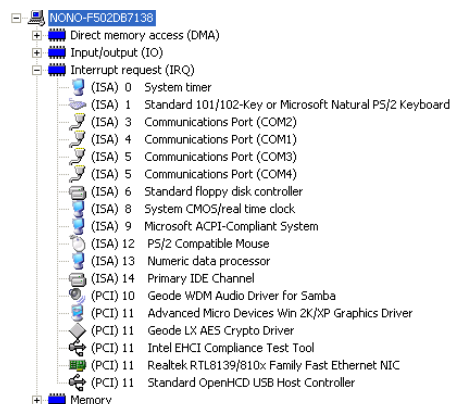 NONO-F502DB7138
Direct memory access (DMA)
Input/output (IO)
Interrupt request (IRQ)
(ISA) 0 System timer
(ISA) 1 Standard 101/102-Key or Microsoft Natural PS/2 Keyboard
(ISA) 3 Communications Port (COM2)
(ISA) 4 Communications Port (COM1)
(ISA) 5 Communications Port (COM3)
(ISA) 5 Communications Port (COM4)
(ISA) 6 Standard floppy disk controller
(ISA) 8 System CMOS/real time clock
(ISA) 9 Microsoft ACPI-Compliant System
(ISA) 12 PS/2 Compatible Mouse
(ISA) 13 Numeric data processor
(ISA) 14 Primary IDE Channel
(PCI) 10 Geode WDM Audio Driver for Samba
(PCI) 11 Advanced Micro Devices Win 2K/XP Graphics Driver
(PCI) 11 Geode LX AES Crypto Driver
(PCI) 11 Intel EHCI Compliance Test Tool
(PCI) 11 Realtek RTL8139/810x Family Fast Ethernet NIC
(PCI) 11 Standard OpenHCD USB Host Controller
Memory